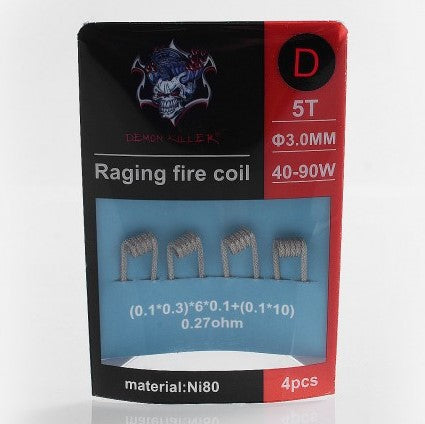 DEMON KILLER
Raging fire coil
D
5T
Φ3.0MM
40-90W
(0.1*0.3)*6*0.1+(0.1*10)
0.27ohm
material:Ni80
4pcs